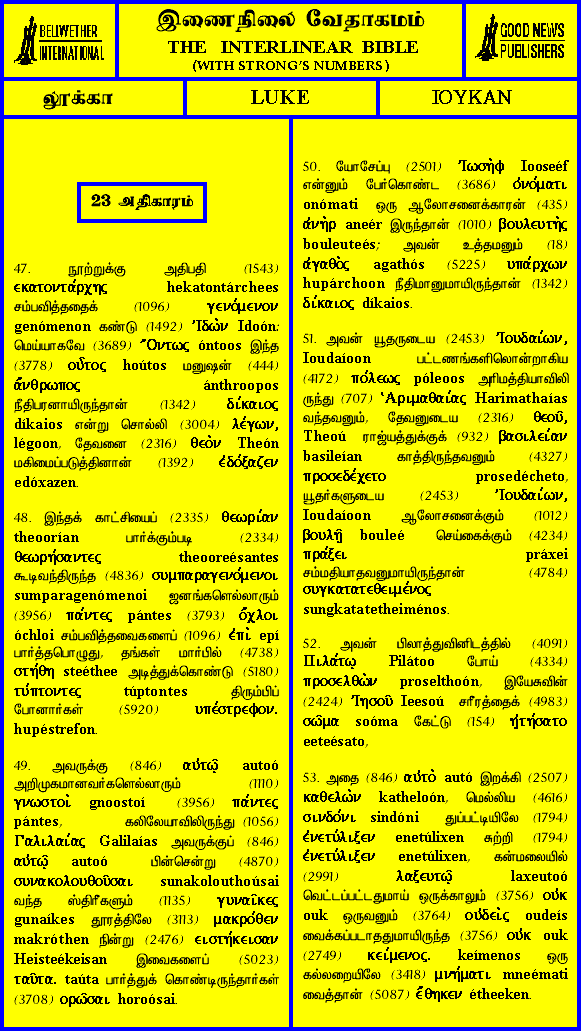 BELLWETHER
INTERNATIONAL
இணைநிலை வேதாகமம்
THE INTERLINEAR BIBLE
(WITH STRONG'S NUMBERS)
GOOD NEWS
PUBLISHERS
லூக்கா
LUKE
ΙΟΥΚΑΝ
23 அதிகாரம்
47. நூற்றுக்கு அதிபதி (1543)
εκατοντάρχης hekatontárchees
சம்பவித்ததைக் (1096) γενόμενον
genómenon கண்டு (1492) Ἰδὼν Idoón:
மெய்யாகவே (3689) Ὄντως óntoos இந்த
(3778) οὗτος hoútos மனுஷன் (444)
ἄνθρωπος ánthroopos
நீதிபரனாயிருந்தான் (1342) δίκαιος
díkaios என்று சொல்லி (3004) λέγων,
légoon, தேவனை (2316) θεὸν Theón
மகிமைப்படுத்தினான் (1392) ἐδόξαζεν
edóxazen.
48. இந்தக் காட்சியைப் (2335) θεωρίαν
theoorían பார்க்கும்படி (2334)
θεωρήσαντες theooreésantes
கூடிவந்திருந்த (4836) συμπαραγενόμενοι
sumparagenómenoi ஜனங்களெல்லாரும்
(3956) πάντες pántes (3793) ὄχλοι
óchloi சம்பவித்தவைகளைப் (1096) ἐπὶ epí
பார்த்தபொழுது, தங்கள் மார்பில் (4738)
στήθη steéthee அடித்துக்கொண்டு (5180)
τύπτοντες túptontes திரும்பிப்
போனார்கள் (5920) υπέστρεφον.
hupéstrefon.
49. அவருக்கு (846) αὐτῷ autoó
அறிமுகமானவர்களெல்லாரும் (1110)
γνωστοὶ gnoostoí (3956) πάντες
pántes, கலிலேயாவிலிருந்து (1056)
Γαλιλαίας Galilaías அவருக்குப் (846)
αὐτῷ autoó பின்சென்று (4870)
συνακολουθοῦσαι sunakolouthoúsai
வந்த ஸ்திரீகளும் (1135) γυναῖκες
gunaíkes தூரத்திலே (3113) μακρόθεν
makróthen நின்று (2476) ειστήκεισαν
Heisteékeisan இவைகளைப் (5023)
ταῦτα. taúta பார்த்துக் கொண்டிருந்தார்கள்
(3708) ορῶσαι horoósai.
50. யோசேப்பு (2501) Ἰωσὴφ Iooseéf
என்னும் பேர்கொண்ட (3686) ὀνόματι
onómati ஒரு ஆலோசனைக்காரன் (435)
ἀνὴρ aneér இருந்தான் (1010) βουλευτὴς
bouleuteés; அவன் உத்தமனும் (18)
ἀγαθὸς agathós (5225) υπάρχων
hupárchoon நீதிமானுமாயிருந்தான் (1342)
δίκαιος díkaios.
51. அவன் யூதருடைய (2453) Ἰουδαίων,
Ioudaíoon பட்டணங்களிலொன்றாகிய
(4172) πόλεως póleoos அரிமத்தியாவிலி
ருந்து (707) Ἁριμαθαίας Harimathaías
வந்தவனும், தேவனுடைய (2316) θεοῦ,
Theoú ராஜ்யத்துக்குக் (932) βασιλείαν
basileían காத்திருந்தவனும் (4327)
προσεδέχετο prosedécheto,
யூதர்களுடைய (2453) Ἰουδαίων,
Ioudaíoon ஆலோசனைக்கும் (1012)
βουλῇ bouleé செய்கைக்கும் (4234)
πράξει práxei
சம்மதியாதவனுமாயிருந்தான் (4784)
συγκατατεθειμένος
sungkatatetheiménos.
52. அவன் பிலாத்துவினிடத்தில் (4091)
Πιλάτῳ Pilátoo போய் (4334)
προσελθὼν proselthoón, இயேசுவின்
(2424) Ἰησοῦ Ieesoú சரீரத்தைக் (4983)
σῶμα soóma கேட்டு (154) ᾐτήσατο
eeteésato,
53. அதை (846) αὐτὸ autó இறக்கி (2507)
καθελὼν katheloón, மெல்லிய (4616)
σινδόνι sindóni துப்பட்டியிலே (1794)
ἐνετύλιξεν enetúlixen சுற்றி (1794)
ἐνετύλιξεν enetúlixen, கன்மலையில்
(2991) λαξευτῷ laxeutoó
வெட்டப்பட்டதுமாய் ஒருக்காலும் (3756) οὐκ
ouk ஒருவனும் (3764) οὐδεὶς oudeís
வைக்கப்படாததுமாயிருந்த (3756) οὐκ ouk
(2749) κείμενος. keímenos ஒரு
கல்லறையிலே (3418) μνήματι mneémati
வைத்தான் (5087) ἔθηκεν étheeken.